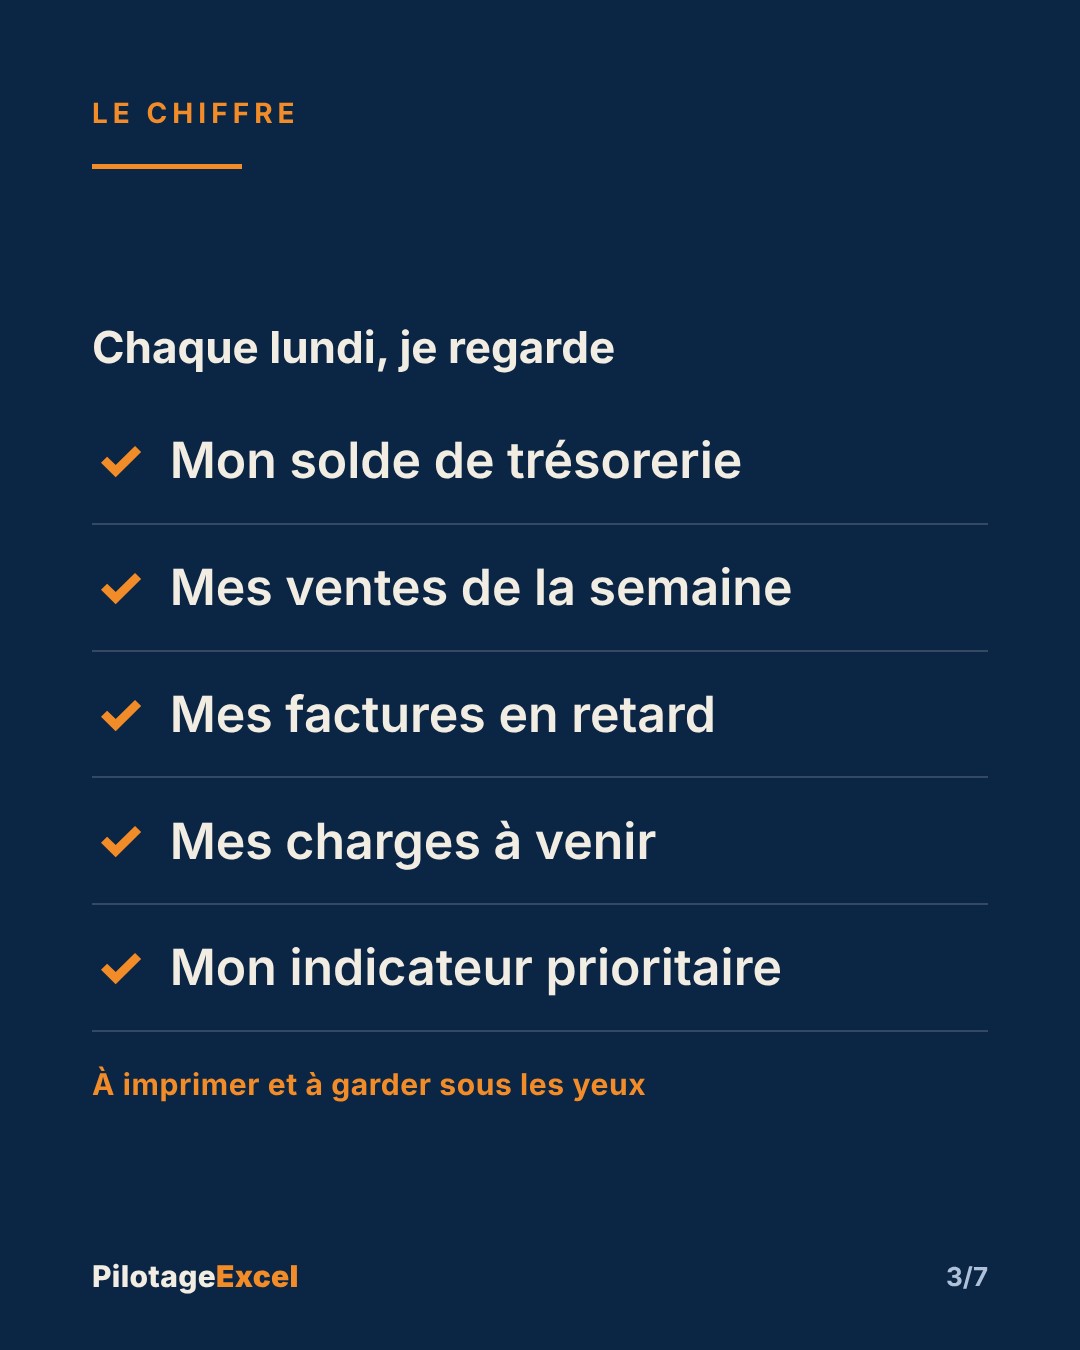 LE CHIFFRE
Chaque lundi, je regarde
Mon solde de trésorerie
Mes ventes de la semaine
Mes factures en retard
Mes charges à venir
Mon indicateur prioritaire
À imprimer et à garder sous les yeux
PilotageExcel
3/7